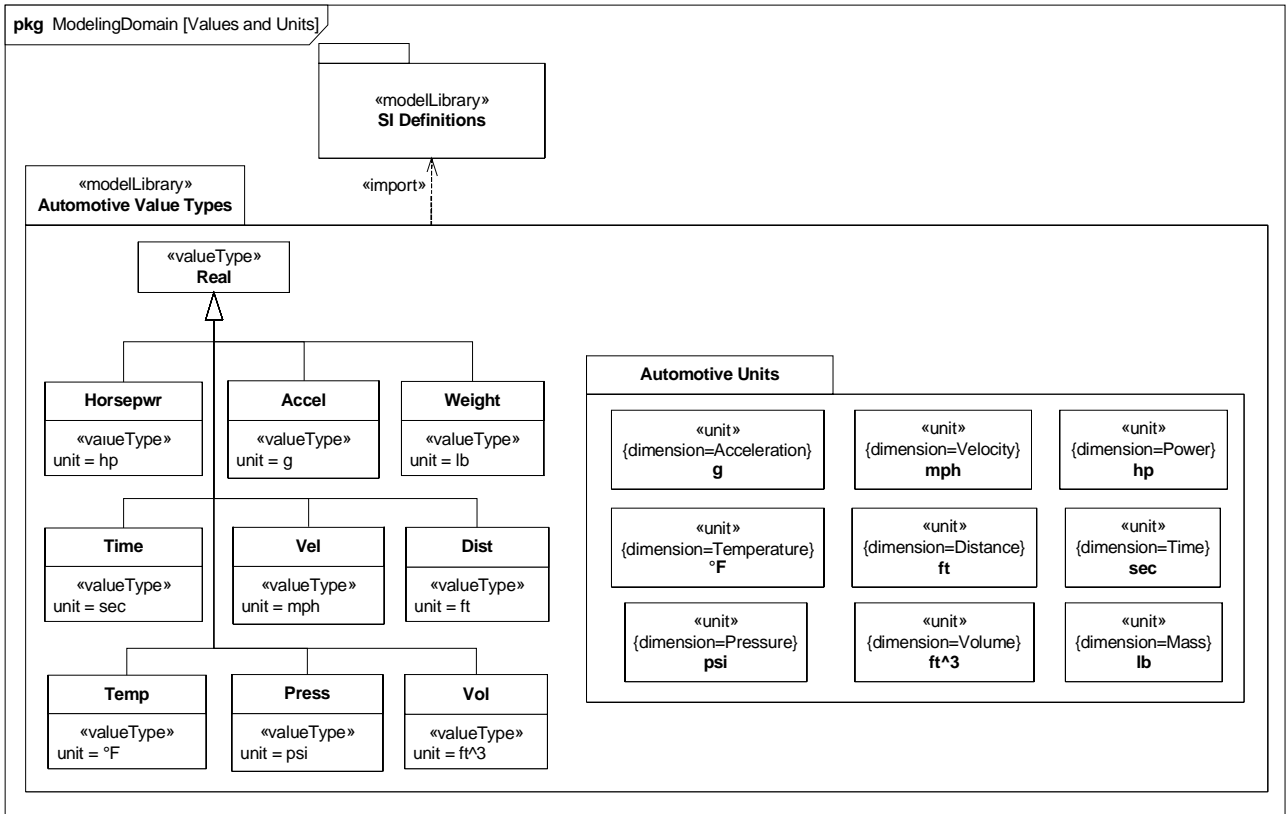 pkg ModelingDomain [Values and Units]
«modelLibrary»
SI Definitions
«modelLibrary»
Automotive Value Types
«import»
«valueType»
Real
Horsepwr
«valueType»
unit = hp
Accel
«valueType»
unit = g
Weight
«valueType»
unit = lb
Time
«valueType»
unit = sec
Vel
«valueType»
unit = mph
Dist
«valueType»
unit = ft
Temp
«valueType»
unit = °F
Press
«valueType»
unit = psi
Vol
«valueType»
unit = ft^3
Automotive Units
«unit»
{dimension=Acceleration}
g
«unit»
{dimension=Velocity}
mph
«unit»
{dimension=Power}
hp
«unit»
{dimension=Temperature}
°F
«unit»
{dimension=Distance}
ft
«unit»
{dimension=Time}
sec
«unit»
{dimension=Pressure}
psi
«unit»
{dimension=Volume}
ft^3
«unit»
{dimension=Mass}
lb